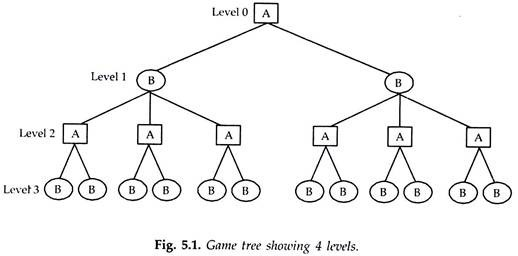 Level 0 A
Level 1 B B
Level 2 A A A A A A
Level 3 B B B B B B B B B B B B
Fig. 5.1. Game tree showing 4 levels.